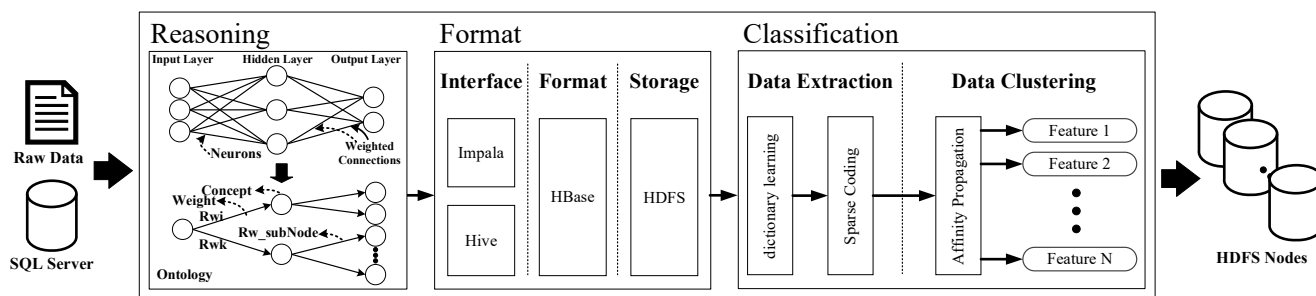 Raw Data
SQL Server
Reasoning
Input Layer
Hidden Layer
Output Layer
Neurons
Weighted
Connections
Concept
Weight
Rwi
Rwk
Rw_subNode
Ontology
Format
Interface
Format
Storage
Impala
Hive
HBase
HDFS
Classification
Data Extraction
Data Clustering
dictionary learning
Sparse Coding
Affinity Propagation
Feature 1
Feature 2
Feature N
HDFS Nodes